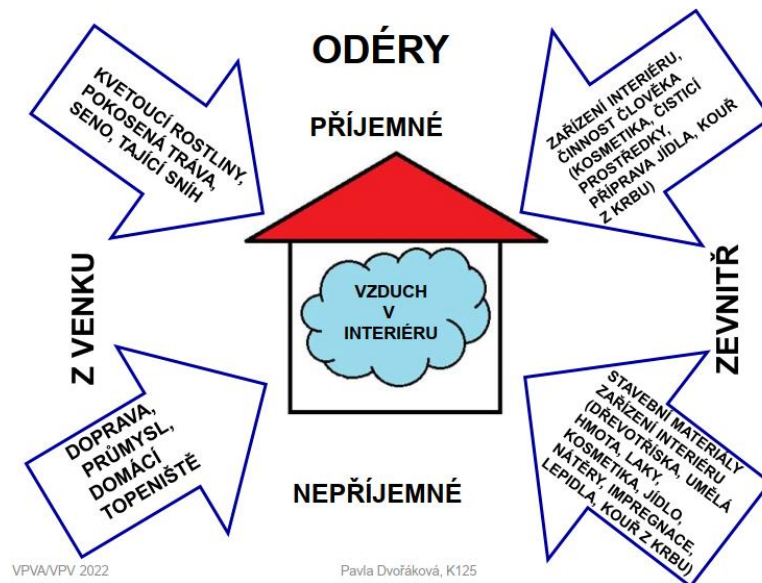 ODÉRY
PŘÍJEMNÉ
KVETOUCÍ ROSTLINY,
POKOSENÁ TRÁVA,
SENO, TAJÍCÍ SNÍH
ZAŘÍZENÍ INTERIÉRU,
ČINNOST ČLOVĚKA
(KOSMETIKA, ČISTICÍ
PROSTŘEDKY,
PŘÍPRAVA JÍDLA, KOUŘ
Z KRBU)
Z VENKU
VZDUCH
V
INTERIÉRU
ZEVNITŘ
DOPRAVA,
PRŮMYSL,
DOMÁCÍ
TOPENIŠTĚ
STAVEBNÍ MATERIÁLY
ZAŘÍZENÍ INTERIÉRU
(DŘEVOTŘÍSKA, UMĚLÁ
HMOTA, LAKY,
KOSMETIKA, JÍDLO,
NÁTĚRY, IMPREGNACE,
LEPIDLA, KOUŘ Z KRBU)
NEPŘÍJEMNÉ
VPVA/VPV 2022
Pavla Dvořáková, K125